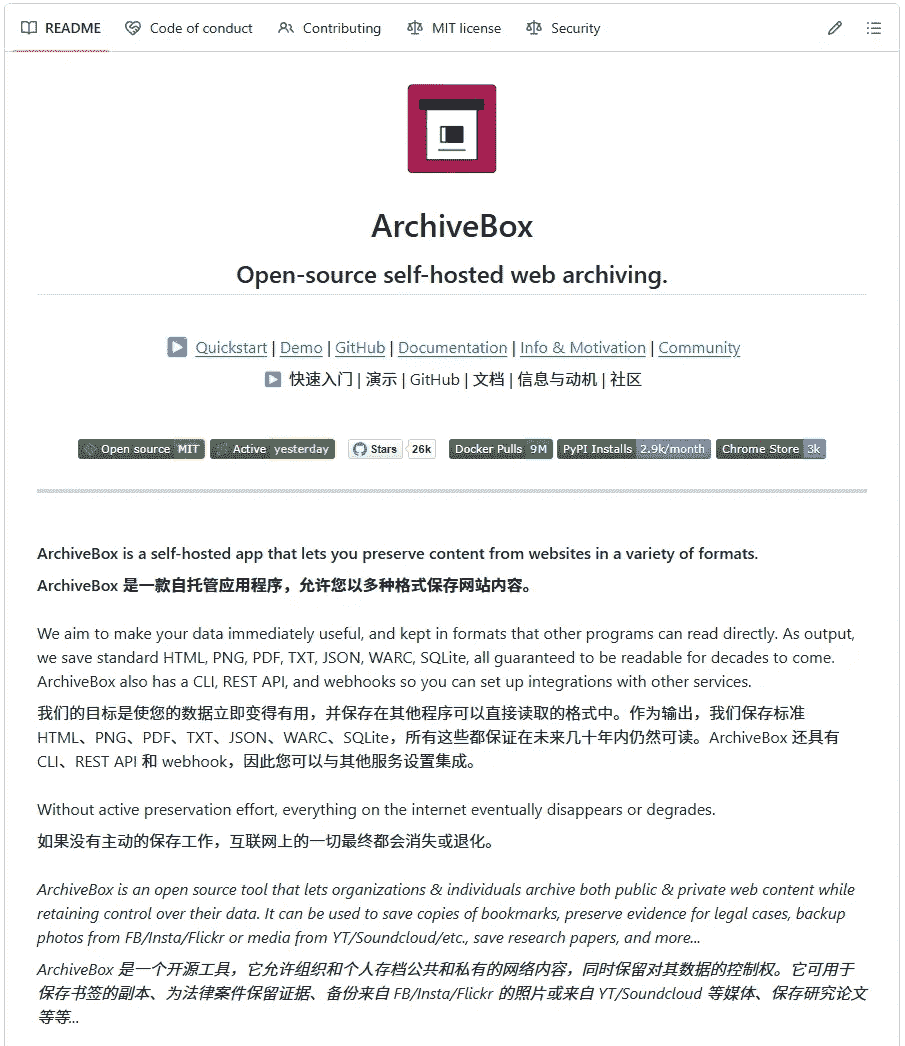 README Code of conduct Contributing MIT license Security
ArchiveBox
Open-source self-hosted web archiving.
Quickstart | Demo | GitHub | Documentation | Info & Motivation | Community
快速入门 | 演示 | GitHub | 文档 | 信息与动机 | 社区
Open source MIT Active yesterday Stars 26k Docker Pulls 9M PyPI Installs 2.9k/month Chrome Store 3k
ArchiveBox is a self-hosted app that lets you preserve content from websites in a variety of formats.
ArchiveBox 是一款自托管应用程序，允许您以多种格式保存网站内容。
We aim to make your data immediately useful, and kept in formats that other programs can read directly. As output,
we save standard HTML, PNG, PDF, TXT, JSON, WARC, SQLite, all guaranteed to be readable for decades to come.
ArchiveBox also has a CLI, REST API, and webhooks so you can set up integrations with other services.
我们的目标是使您的数据立即变得有用，并保存在其他程序可以直接读取的格式中。作为输出，我们保存标准
HTML、PNG、PDF、TXT、JSON、WARC、SQLite，所有这些都保证在未来几十年内仍然可读。ArchiveBox 还具有
CLI、REST API 和 webhook，因此您可以与其他服务设置集成。
Without active preservation effort, everything on the internet eventually disappears or degrades.
如果没有主动的保存工作，互联网上的一切最终都会消失或退化。
ArchiveBox is an open source tool that lets organizations & individuals archive both public & private web content while
retaining control over their data. It can be used to save copies of bookmarks, preserve evidence for legal cases, backup
photos from FB/Insta/Flickr or media from YT/Soundcloud/etc., save research papers, and more...
ArchiveBox 是一个开源工具，它允许组织和个人存档公共和私有的网络内容，同时保留对其数据的控制权。它可用于
保存书签的副本、为法律案件保留证据、备份来自 FB/Insta/Flickr 的照片或来自 YT/Soundcloud 等媒体、保存研究论文
等等...